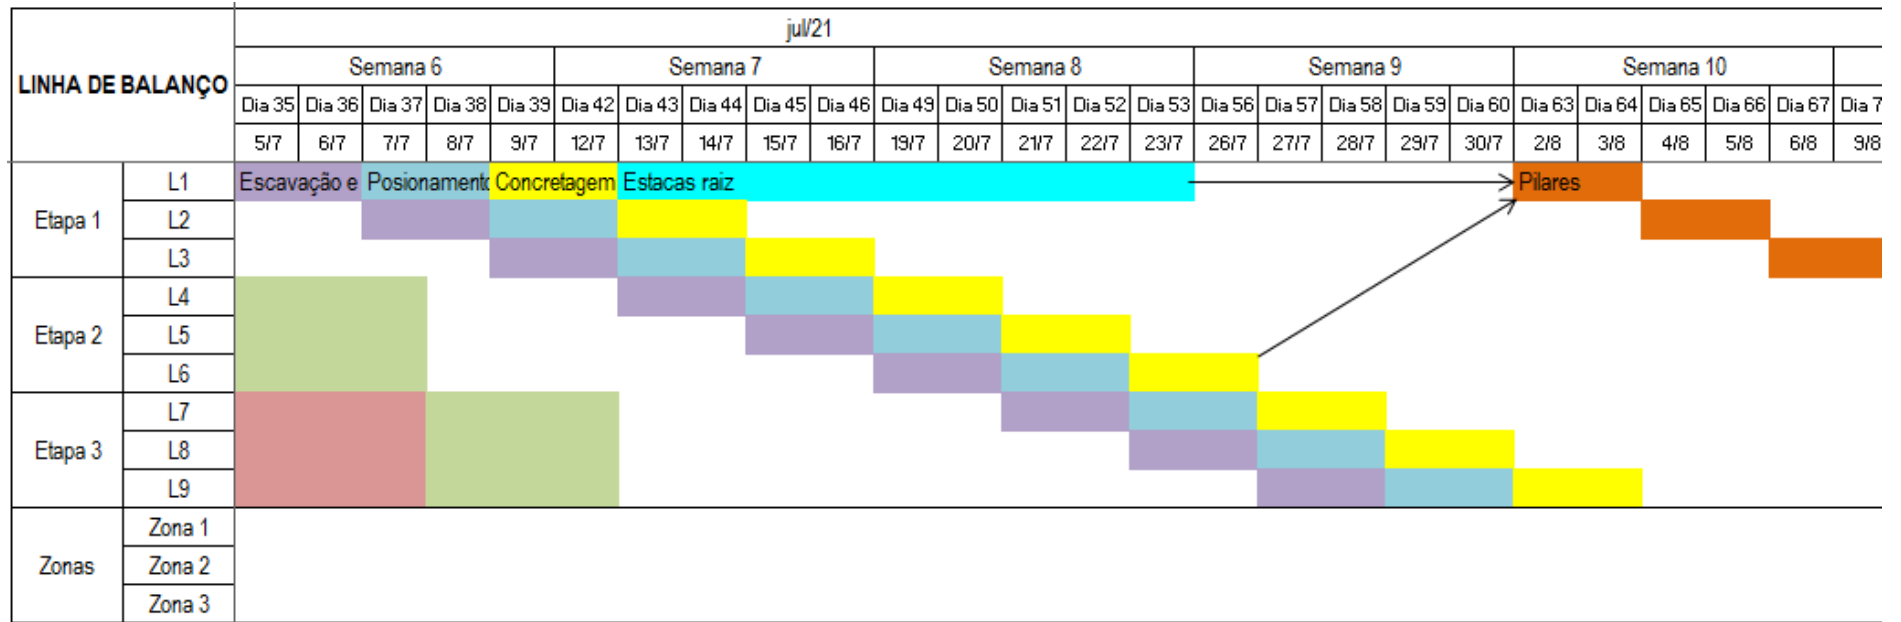 jul/21
LINHA DE BALANÇO
Semana 6 Semana 7 Semana 8 Semana 9 Semana 10
Dia 35 Dia 36 Dia 37 Dia 38 Dia 39 Dia 42 Dia 43 Dia 44 Dia 45 Dia 46 Dia 49 Dia 50 Dia 51 Dia 52 Dia 53 Dia 56 Dia 57 Dia 58 Dia 59 Dia 60 Dia 63 Dia 64 Dia 65 Dia 66 Dia 67 Dia 7
5/7 6/7 7/7 8/7 9/7 12/7 13/7 14/7 15/7 16/7 19/7 20/7 21/7 22/7 23/7 26/7 27/7 28/7 29/7 30/7 2/8 3/8 4/8 5/8 6/8 9/8
L1 Escavação e Posionamento Concretagem Estacas raiz Pilares
Etapa 1 L2
L3
L4
Etapa 2 L5
L6
L7
Etapa 3 L8
L9
Zona 1
Zonas Zona 2
Zona 3